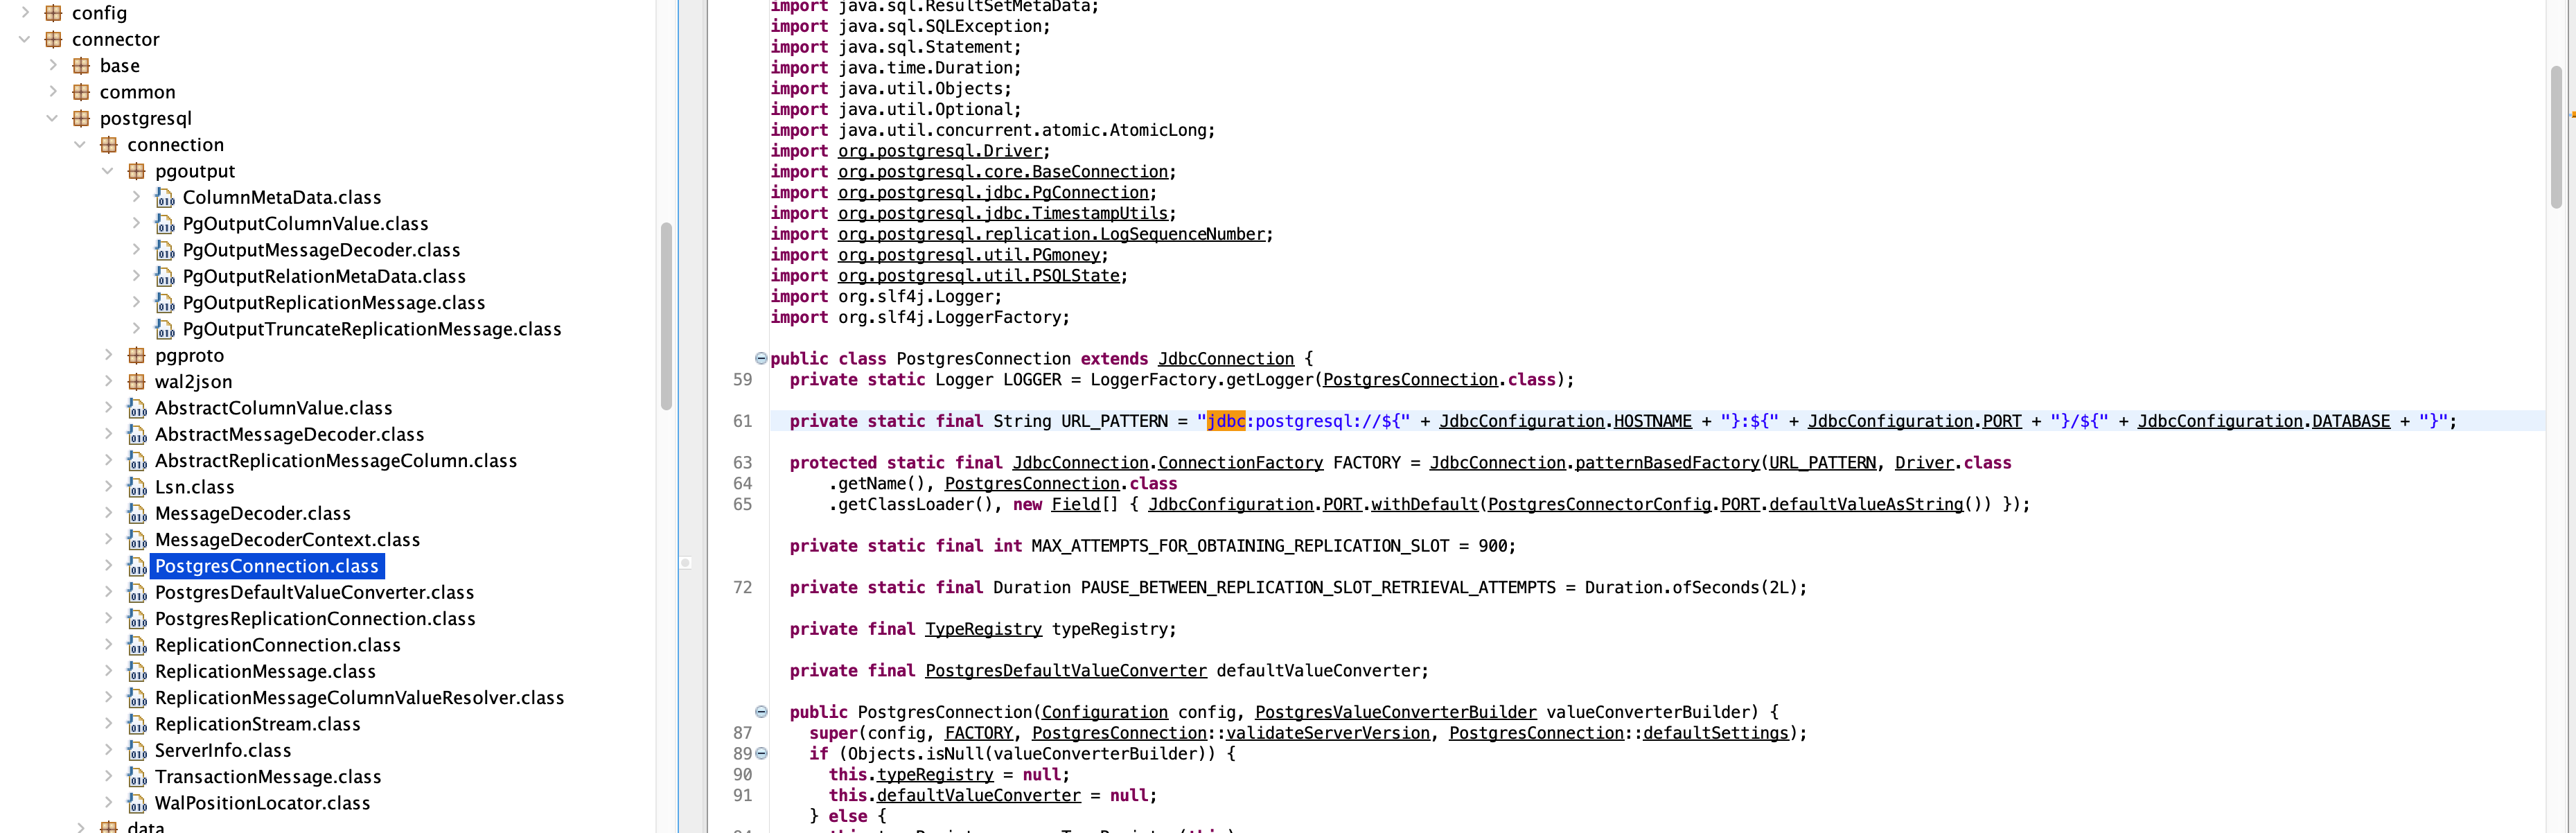 config
connector
base
common
postgresql
connection
pgoutput
ColumnMetaData.class
PgOutputColumnValue.class
PgOutputMessageDecoder.class
PgOutputRelationMetaData.class
PgOutputReplicationMessage.class
PgOutputTruncateReplicationMessage.class
pgproto
wal2json
AbstractColumnValue.class
AbstractMessageDecoder.class
AbstractReplicationMessageColumn.class
Lsn.class
MessageDecoder.class
MessageDecoderContext.class
PostgresConnection.class
PostgresDefaultValueConverter.class
PostgresReplicationConnection.class
ReplicationConnection.class
ReplicationMessage.class
ReplicationMessageColumnValueResolver.class
ReplicationStream.class
ServerInfo.class
TransactionMessage.class
WalPositionLocator.class
data
import java.sql.ResultSetMetaData;
import java.sql.SQLException;
import java.sql.Statement;
import java.time.Duration;
import java.util.Objects;
import java.util.Optional;
import java.util.concurrent.atomic.AtomicLong;
import org.postgresql.Driver;
import org.postgresql.core.BaseConnection;
import org.postgresql.jdbc.PgConnection;
import org.postgresql.jdbc.TimestampUtils;
import org.postgresql.replication.LogSequenceNumber;
import org.postgresql.util.PGmoney;
import org.postgresql.util.PSQLState;
import org.slf4j.Logger;
import org.slf4j.LoggerFactory;
public class PostgresConnection extends JdbcConnection {
59 private static Logger LOGGER = LoggerFactory.getLogger(PostgresConnection.class);
61 private static final String URL_PATTERN = "jdbc:postgresql://${" + JdbcConfiguration.HOSTNAME + "}:${" + JdbcConfiguration.PORT + "}/${" + JdbcConfiguration.DATABASE + "}";
63 protected static final JdbcConnection.ConnectionFactory FACTORY = JdbcConnection.patternBasedFactory(URL_PATTERN, Driver.class
64 .getName(), PostgresConnection.class
65 .getClassLoader(), new Field[] { JdbcConfiguration.PORT.withDefault(PostgresConnectorConfig.PORT.defaultValueAsString()) });
private static final int MAX_ATTEMPTS_FOR_OBTAINING_REPLICATION_SLOT = 900;
72 private static final Duration PAUSE_BETWEEN_REPLICATION_SLOT_RETRIEVAL_ATTEMPTS = Duration.ofSeconds(2L);
private final TypeRegistry typeRegistry;
private final PostgresDefaultValueConverter defaultValueConverter;
public PostgresConnection(Configuration config, PostgresValueConverterBuilder valueConverterBuilder) {
87 super(config, FACTORY, PostgresConnection::validateServerVersion, PostgresConnection::defaultSettings);
89 if (Objects.isNull(valueConverterBuilder)) {
90 this.typeRegistry = null;
91 this.defaultValueConverter = null;
} else {